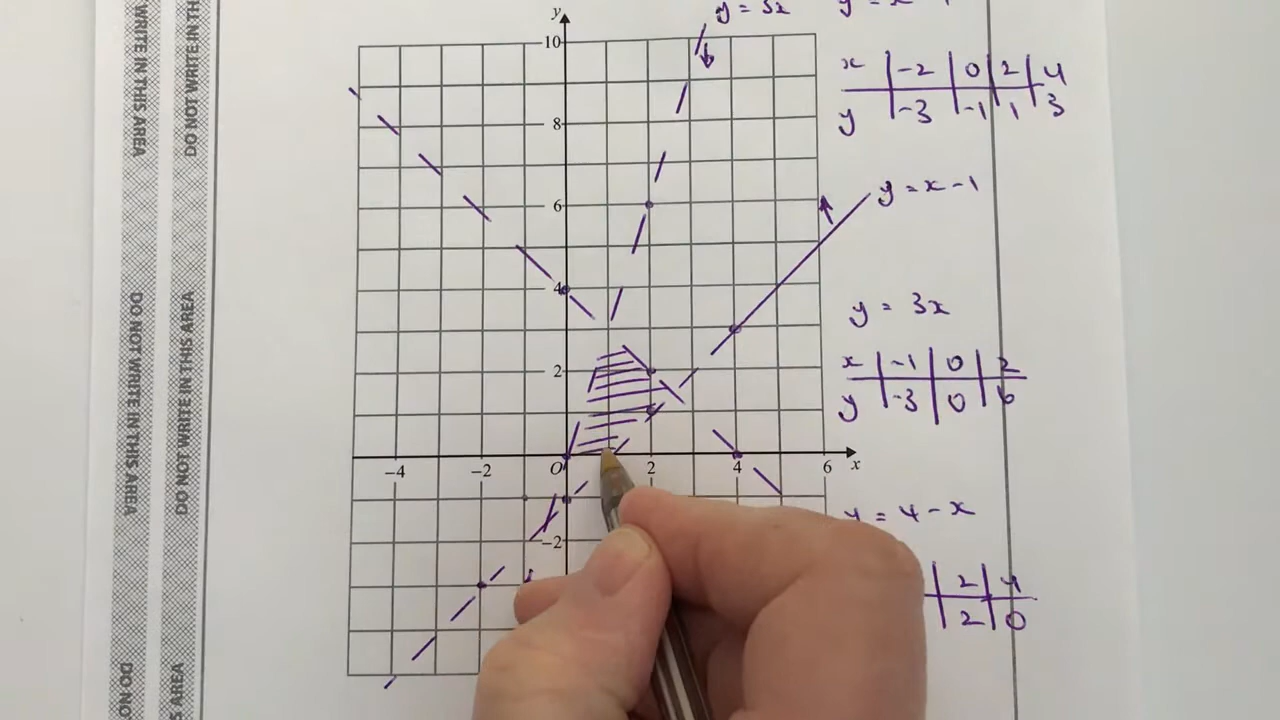 WRITE IN THIS AREA
DO NOT WRITE IN TH
DO NOT WRITE IN THIS AREA
DO NOT WRITE IN THIS AREA
DO NO
S AREA
y
10
8
6
4
2
-2
-4
-2
O
2
4
6
x
y = 3x
x | -2 | 0 | 2 | 4
y | -3 | -1 | 1 | 3
y = x - 1
y = 3x
x | -1 | 0 | 2
y | -3 | 0 | 6
y = 4 - x
2 | 4
2 | 0